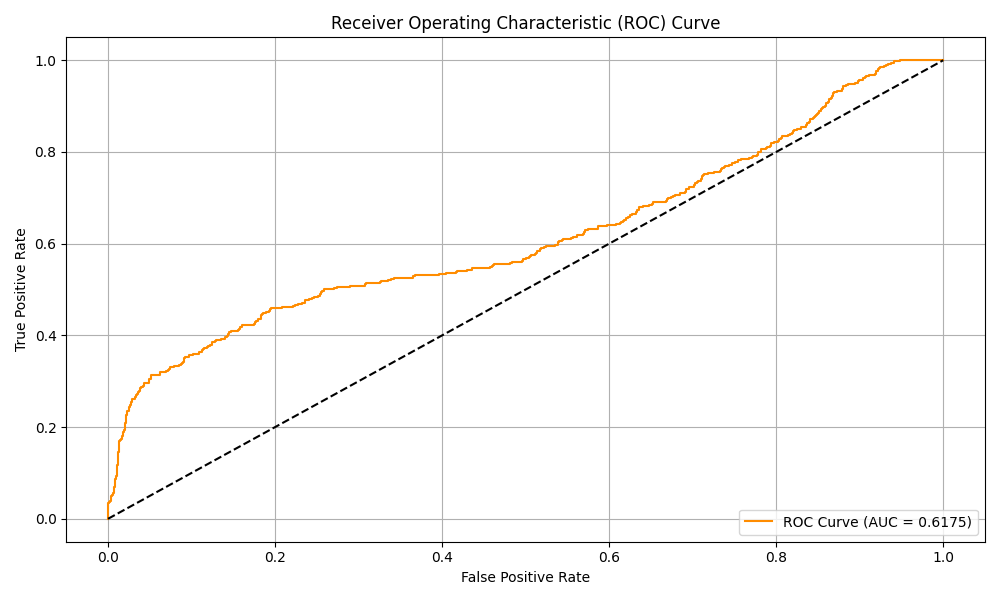 Receiver Operating Characteristic (ROC) Curve
True Positive Rate
1.0
0.8
0.6
0.4
0.2
0.0
0.0 0.2 0.4 0.6 0.8 1.0
False Positive Rate
ROC Curve (AUC = 0.6175)